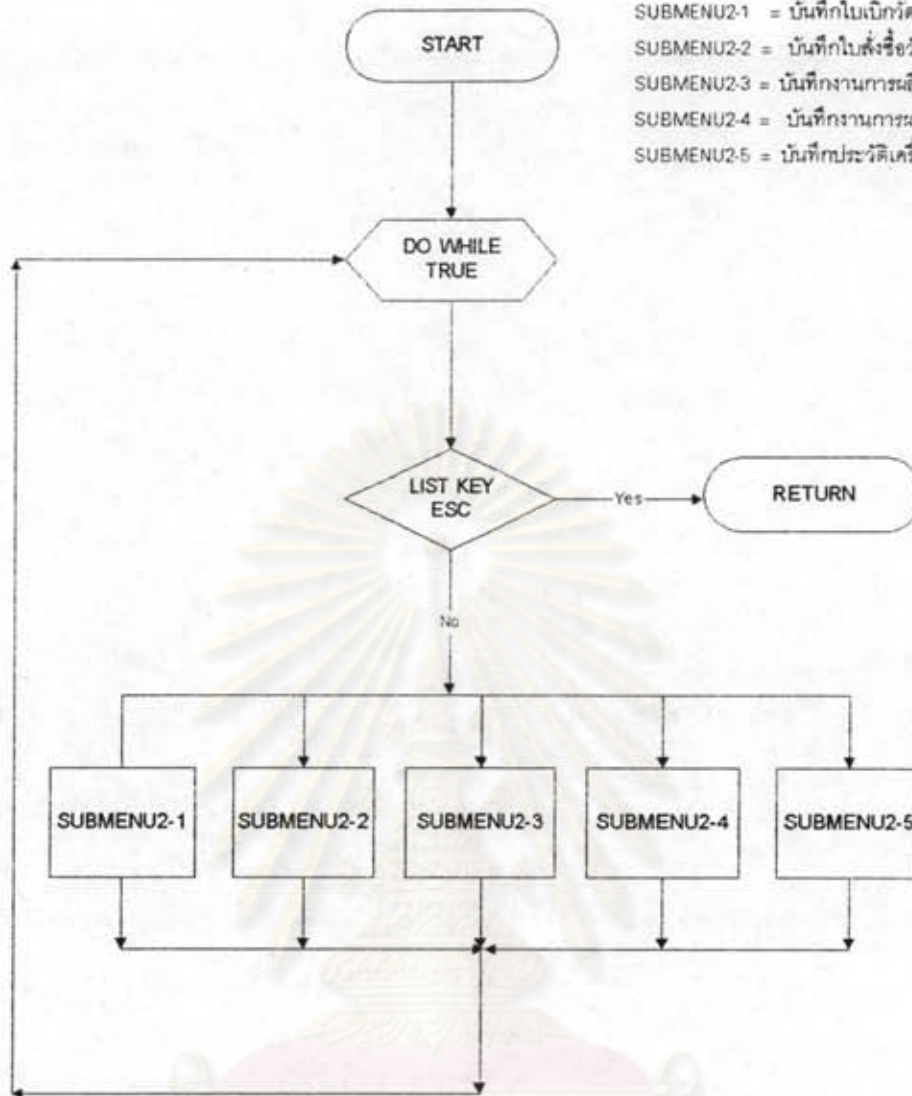 SUBMENU2-1 = บันทึกใบเบิกวัต
SUBMENU2-2 = บันทึกใบสั่งซื้อวั
SUBMENU2-3 = บันทึกงานการผลิ
SUBMENU2-4 = บันทึกงานการผ
SUBMENU2-5 = บันทึกประวัติเครื่
START
DO WHILE
TRUE
LIST KEY
ESC
Yes
RETURN
No
SUBMENU2-1
SUBMENU2-2
SUBMENU2-3
SUBMENU2-4
SUBMENU2-5